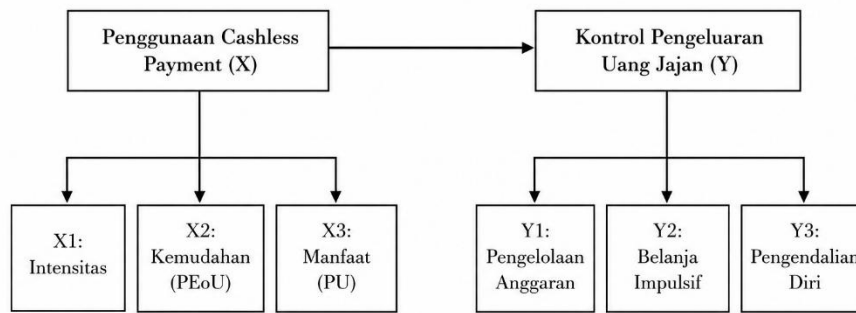 Penggunaan Cashless
Payment (X)
Kontrol Pengeluaran
Uang Jajan (Y)
X1:
Intensitas
X2:
Kemudahan
(PEoU)
X3:
Manfaat
(PU)
Y1:
Pengelolaan
Anggaran
Y2:
Belanja
Impulsif
Y3:
Pengendalian
Diri